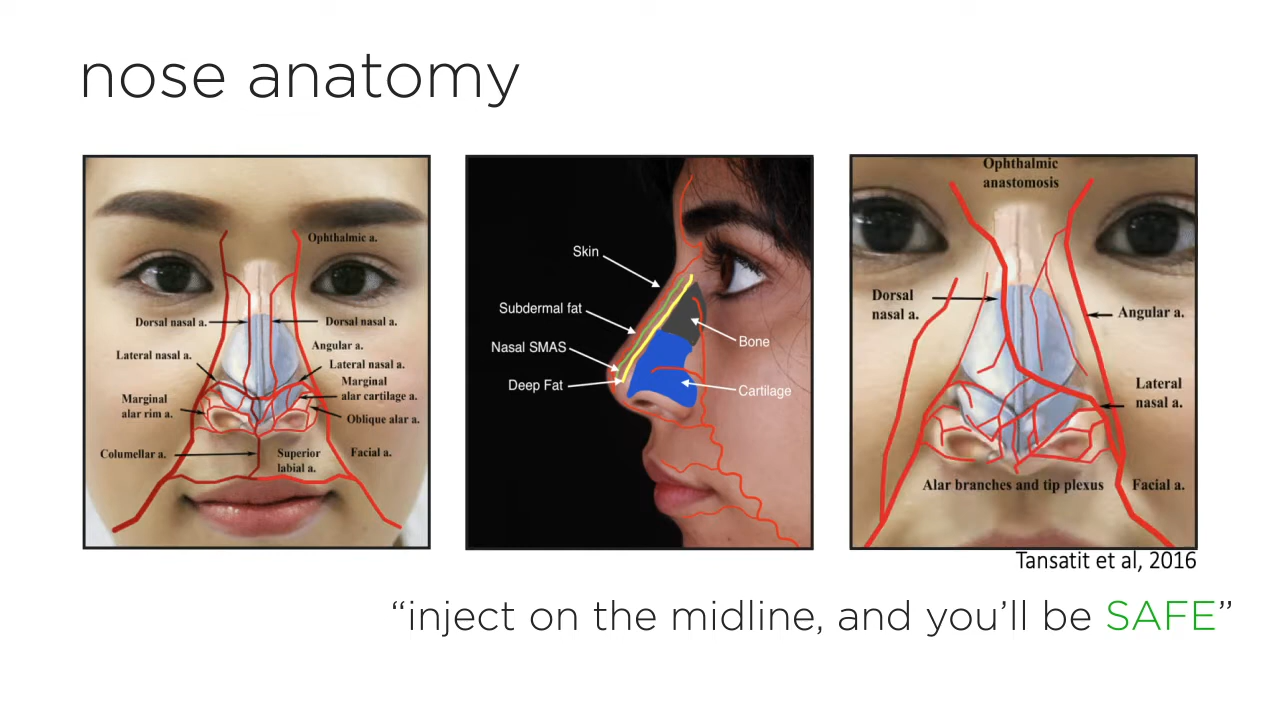 nose anatomy
Ophthalmic a.
Dorsal nasal a.
Dorsal nasal a.
Angular a.
Lateral nasal a.
Lateral nasal a.
Marginal
alar cartilage a.
Marginal
alar rim a.
Oblique alar a.
Columellar a.
Superior
labial a.
Facial a.
Skin
Subdermal fat
Nasal SMAS
Deep Fat
Bone
Cartilage
Ophthalmic
anastomosis
Dorsal
nasal a.
Angular a.
Lateral
nasal a.
Alar branches and tip plexus
Facial a.
Tansatit et al, 2016
“inject on the midline, and you’ll be SAFE”